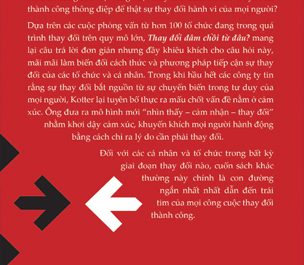 thành công thông điệp để thật sự thay đổi hành vi của mọi người?
Dựa trên các cuộc phỏng vấn từ hơn 100 tổ chức đang trong quá
trình thay đổi trên quy mô lớn, Thay đổi đâm chồi từ đâu? mang
lại câu trả lời đơn giản nhưng đầy khiêu khích cho câu hỏi này,
mãi mãi làm biến đổi cách thức và phương pháp tiếp cận sự thay
đổi của các tổ chức và cá nhân. Trong khi hầu hết các công ty tin
rằng sự thay đổi bắt nguồn từ sự chuyển biến trong tư duy của
mọi người, Kotter lại tuyên bố thực ra mấu chốt vấn đề nằm ở cảm
xúc. Ông đưa ra mô hình mới “nhìn thấy – cảm nhận – thay đổi”
nhằm khơi dậy cảm xúc, khuyến khích mọi người hành động
bằng cách chỉ ra lý do cần phải thay đổi.
Đối với các cá nhân và tổ chức trong bất kỳ
giai đoạn thay đổi nào, cuốn sách khác
thường này chính là con đường
ngắn nhất nhất dẫn đến trái
tim của mọi công cuộc thay đổi
thành công.